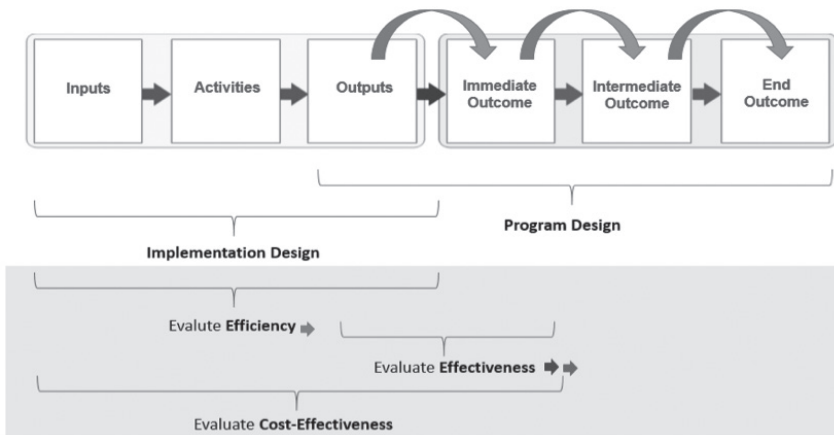 Inputs
Activities
Outputs
Immediate
Outcome
Intermediate
Outcome
End
Outcome
Program Design
Implementation Design
Evalute Efficiency
Evaluate Effectiveness
Evaluate Cost-Effectiveness